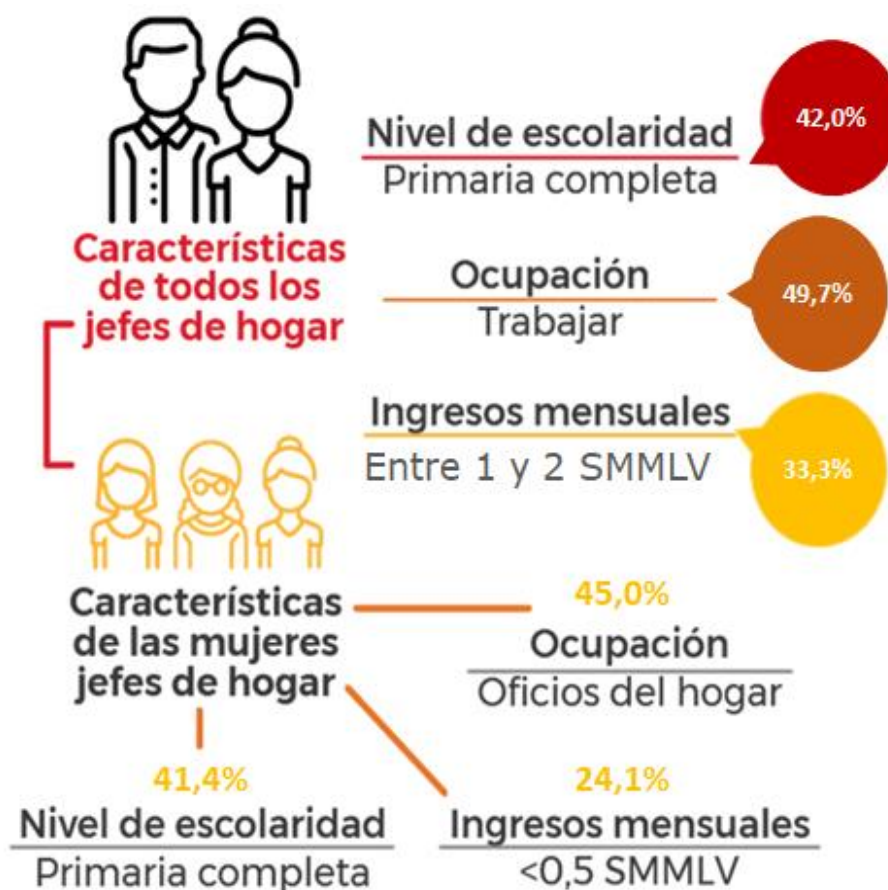 Nivel de escolaridad
Primaria completa
42,0%
Características
de todos los
jefes de hogar
Ocupación
Trabajar
49,7%
Ingresos mensuales
Entre 1 y 2 SMMLV
33,3%
Características
de las mujeres
jefes de hogar
45,0%
Ocupación
Oficios del hogar
41,4%
Nivel de escolaridad
Primaria completa
24,1%
Ingresos mensuales
<0,5 SMMLV